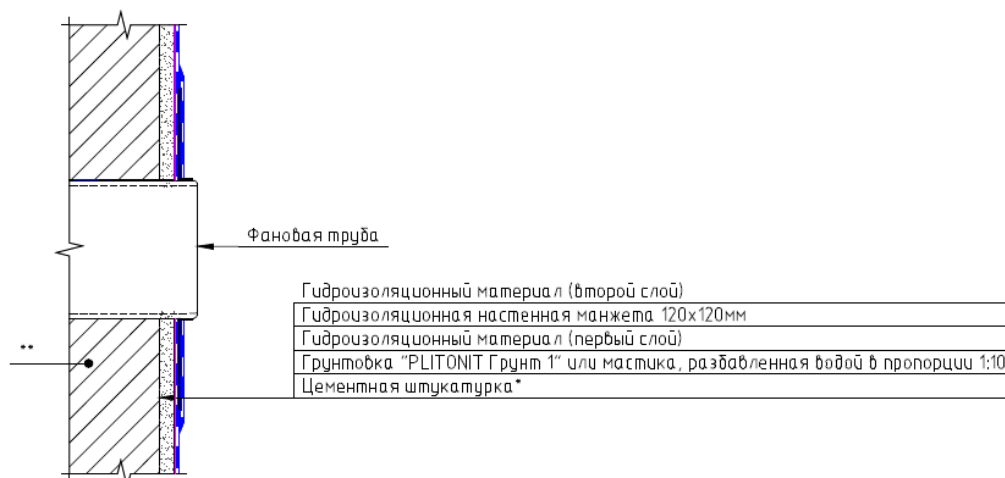 Фановая труба
Гидроизоляционный материал (второй слой)
Гидроизоляционная настенная манжета 120х120мм
Гидроизоляционный материал (первый слой)
**
Грунтовка "PLITONIT Грунт 1" или мастика, разбавленная водой в пропорции 1:10
Цементная штукатурка*